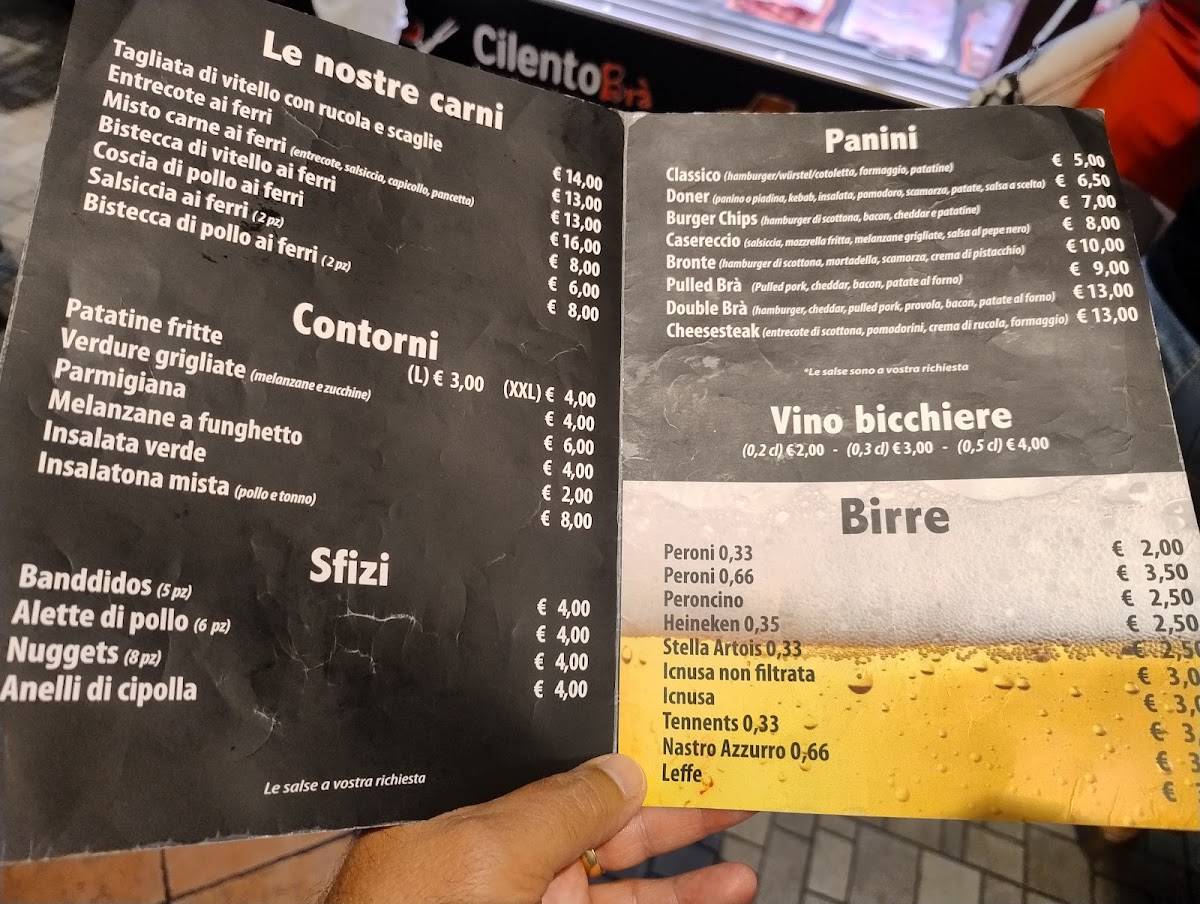 CilentoBrà
Le nostre carni
Tagliata di vitello con rucola e scaglie € 14,00
Entrecote ai ferri € 13,00
Misto carne ai ferri (entrecote, salsiccia, capicollo, pancetta) € 13,00
Bistecca di vitello ai ferri € 16,00
Coscia di pollo ai ferri € 8,00
Salsiccia ai ferri (2 pz) € 6,00
Bistecca di pollo ai ferri (2 pz) € 8,00
Contorni
Patatine fritte (L) € 3,00 (XXL) € 4,00
Verdure grigliate (melanzane e zucchine) € 4,00
Parmigiana € 6,00
Melanzane a funghetto € 4,00
Insalata verde € 2,00
Insalatona mista (pollo e tonno) € 8,00
Sfizi
Banddidos (5 pz) € 4,00
Alette di pollo (6 pz) € 4,00
Nuggets (8 pz) € 4,00
Anelli di cipolla € 4,00
Le salse a vostra richiesta
Panini
Classico (hamburger/würstel/cotoletta, formaggio, patatine) € 5,00
Doner (panino o piadina, kebab, insalata, pomodoro, scamorza, patate, salsa a scelta) € 6,50
Burger Chips (hamburger di scottona, bacon, cheddar e patatine) € 7,00
Casereccio (salsiccia, mozzrella fritta, melanzane grigliate, salsa al pepe nero) € 8,00
Bronte (hamburger di scottona, mortadella, scamorza, crema di pistacchio) € 10,00
Pulled Brà (Pulled pork, cheddar, bacon, patate al forno) € 9,00
Double Brà (hamburger, cheddar, pulled pork, provola, bacon, patate al forno) € 13,00
Cheesesteak (entrecote di scottona, pomodorini, crema di rucola, formaggio) € 13,00
*Le salse sono a vostra richiesta
Vino bicchiere
(0,2 cl) €2,00 - (0,3 cl) €3,00 - (0,5 cl) €4,00
Birre
Peroni 0,33 € 2,00
Peroni 0,66 € 3,50
Peroncino € 2,50
Heineken 0,35 € 2,50
Stella Artois 0,33 € 2,50
Icnusa non filtrata € 3,0
Icnusa € 3,0
Tennents 0,33 € 3
Nastro Azzurro 0,66 € 3
Leffe €